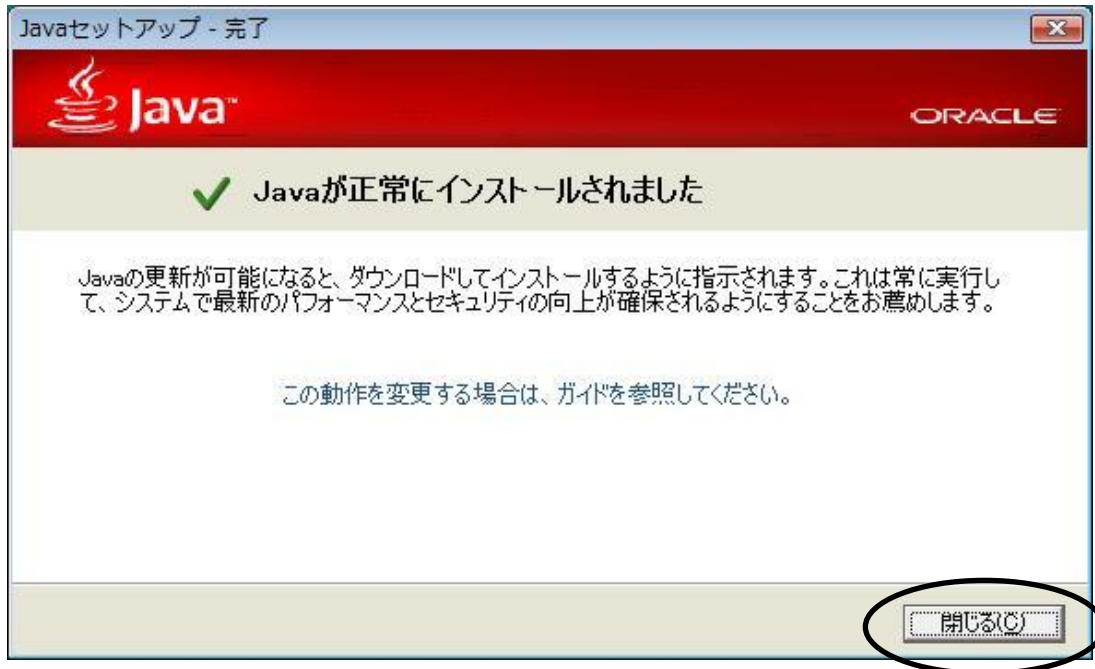 Javaセットアップ - 完了
Java™
ORACLE
Javaが正常にインストールされました
Javaの更新が可能になると、ダウンロードしてインストールするように指示されます。これは常に実行し
て、システムで最新のパフォーマンスとセキュリティの向上が確保されるようにすることをお薦めします。
この動作を変更する場合は、ガイドを参照してください。
閉じる(C)